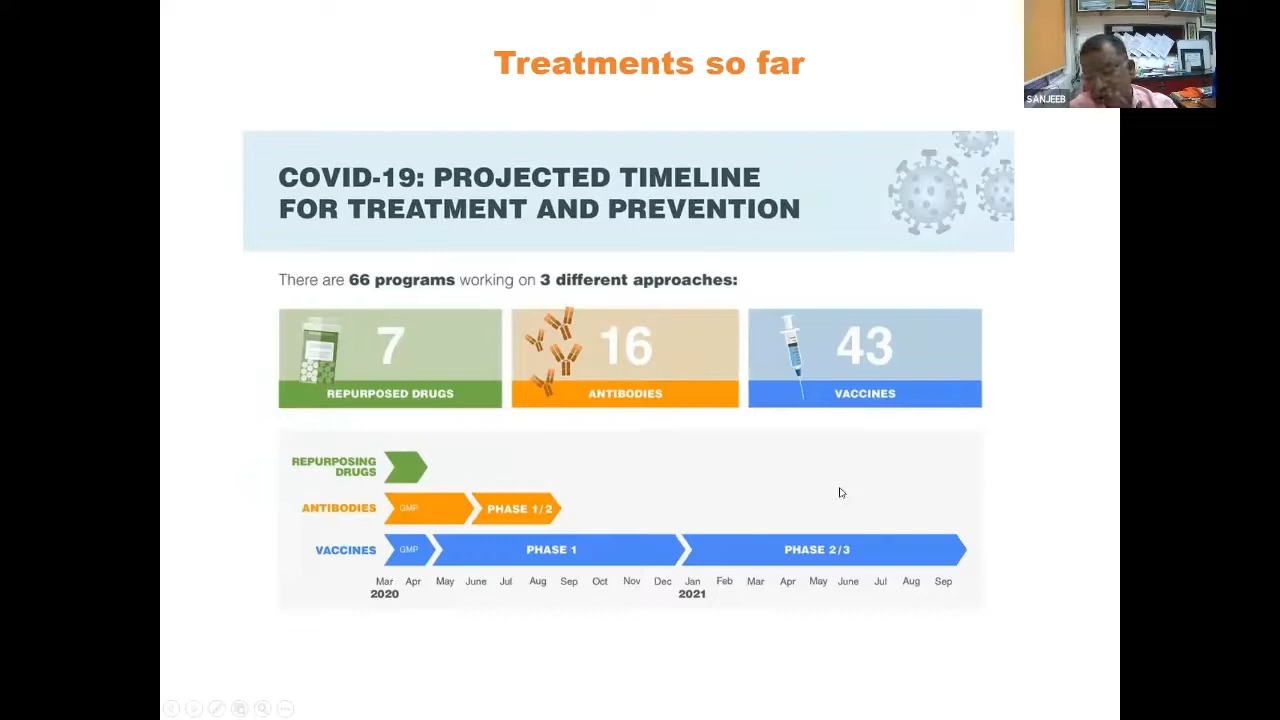 Treatments so far
SANJEEB
COVID-19: PROJECTED TIMELINE
FOR TREATMENT AND PREVENTION
There are 66 programs working on 3 different approaches:
7
REPURPOSED DRUGS
16
ANTIBODIES
43
VACCINES
REPURPOSING
DRUGS
ANTIBODIES GMP PHASE 1/2
VACCINES GMP PHASE 1 PHASE 2/3
Mar Apr May June Jul Aug Sep Oct Nov Dec Jan Feb Mar Apr May June Jul Aug Sep
2020 2021